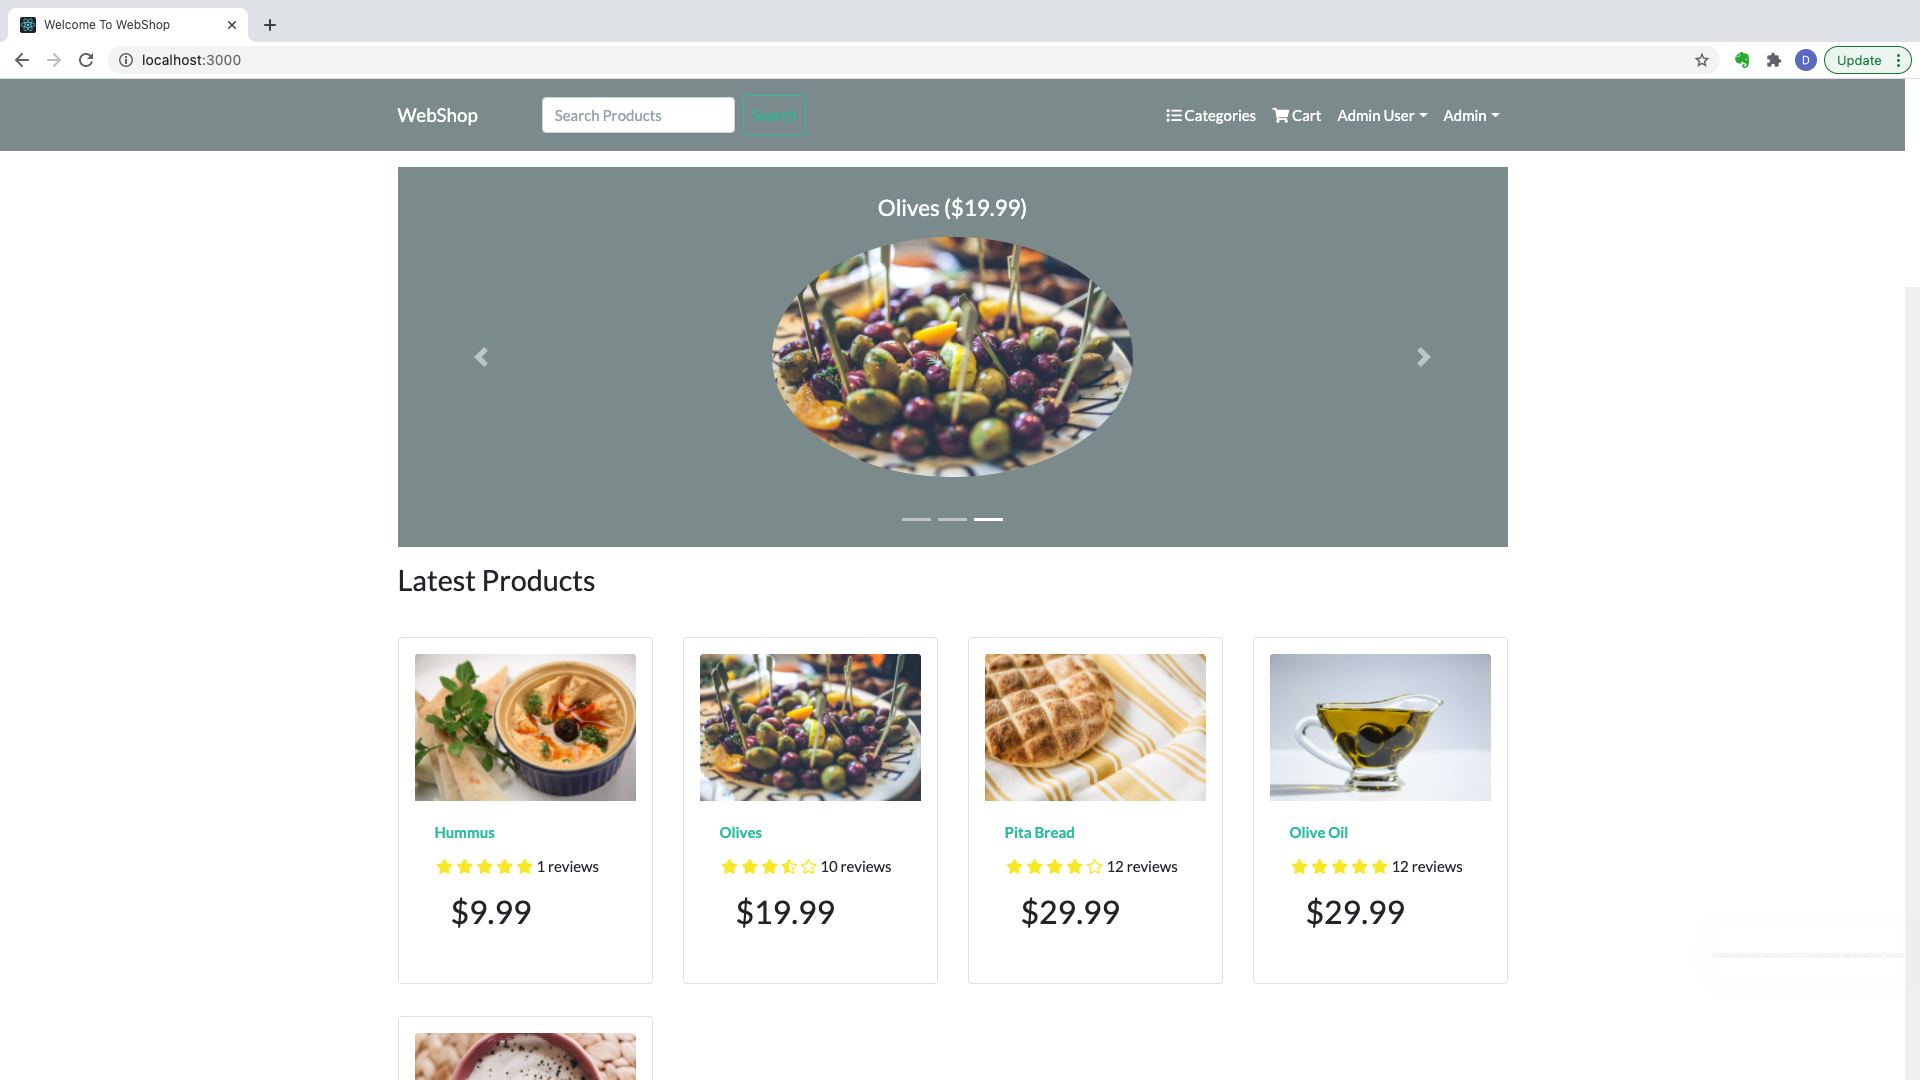 Welcome To WebShop
localhost:3000
D
Update
WebShop
Search Products
Search
Categories
Cart
Admin User
Admin
Olives ($19.99)
Latest Products
Hummus
1 reviews
$9.99
Olives
10 reviews
$19.99
Pita Bread
12 reviews
$29.99
Olive Oil
12 reviews
$29.99